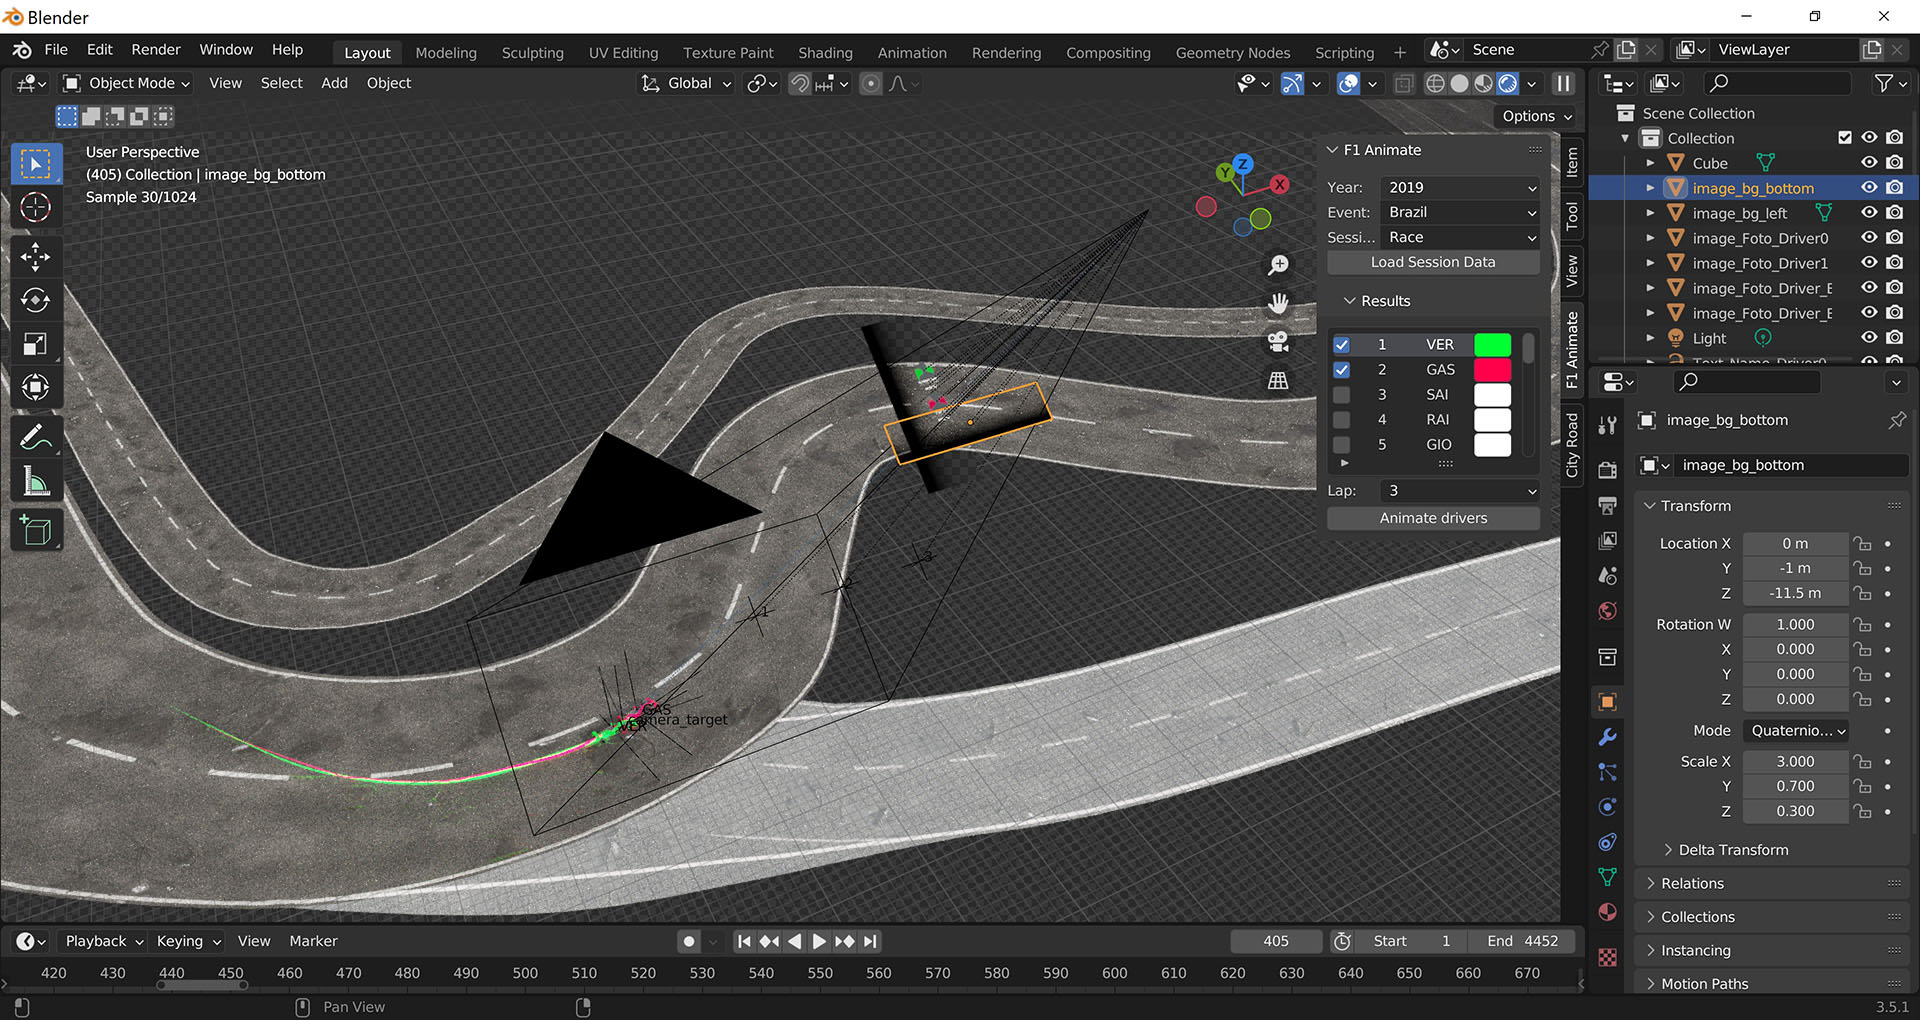 Blender
File Edit Render Window Help Layout Modeling Sculpting UV Editing Texture Paint Shading Animation Rendering Compositing Geometry Nodes Scripting + Scene ViewLayer
Object Mode View Select Add Object Global
Options
User Perspective
(405) Collection | image_bg_bottom
Sample 30/1024
Z
Y
X
F1 Animate
Year: 2019
Event: Brazil
Sessi... Race
Load Session Data
Results
1 VER
2 GAS
3 SAI
4 RAI
5 GIO
Lap: 3
Animate drivers
Item
Tool
View
F1 Animate
City Road
3
2
1
GAS
camera_target
VER
Scene Collection
Collection
Cube
image_bg_bottom
image_bg_left
image_Foto_Driver0
image_Foto_Driver1
image_Foto_Driver_E
image_Foto_Driver_E
Light
Text_Name_Driver0
image_bg_bottom
image_bg_bottom
Transform
Location X 0 m
Y -1 m
Z -11.5 m
Rotation W 1.000
X 0.000
Y 0.000
Z 0.000
Mode Quaternio...
Scale X 3.000
Y 0.700
Z 0.300
Delta Transform
Relations
Collections
Instancing
Motion Paths
Playback Keying View Marker 405 Start 1 End 4452
420 430 440 450 460 470 480 490 500 510 520 530 540 550 560 570 580 590 600 610 620 630 640 650 660 670
Pan View
3.5.1